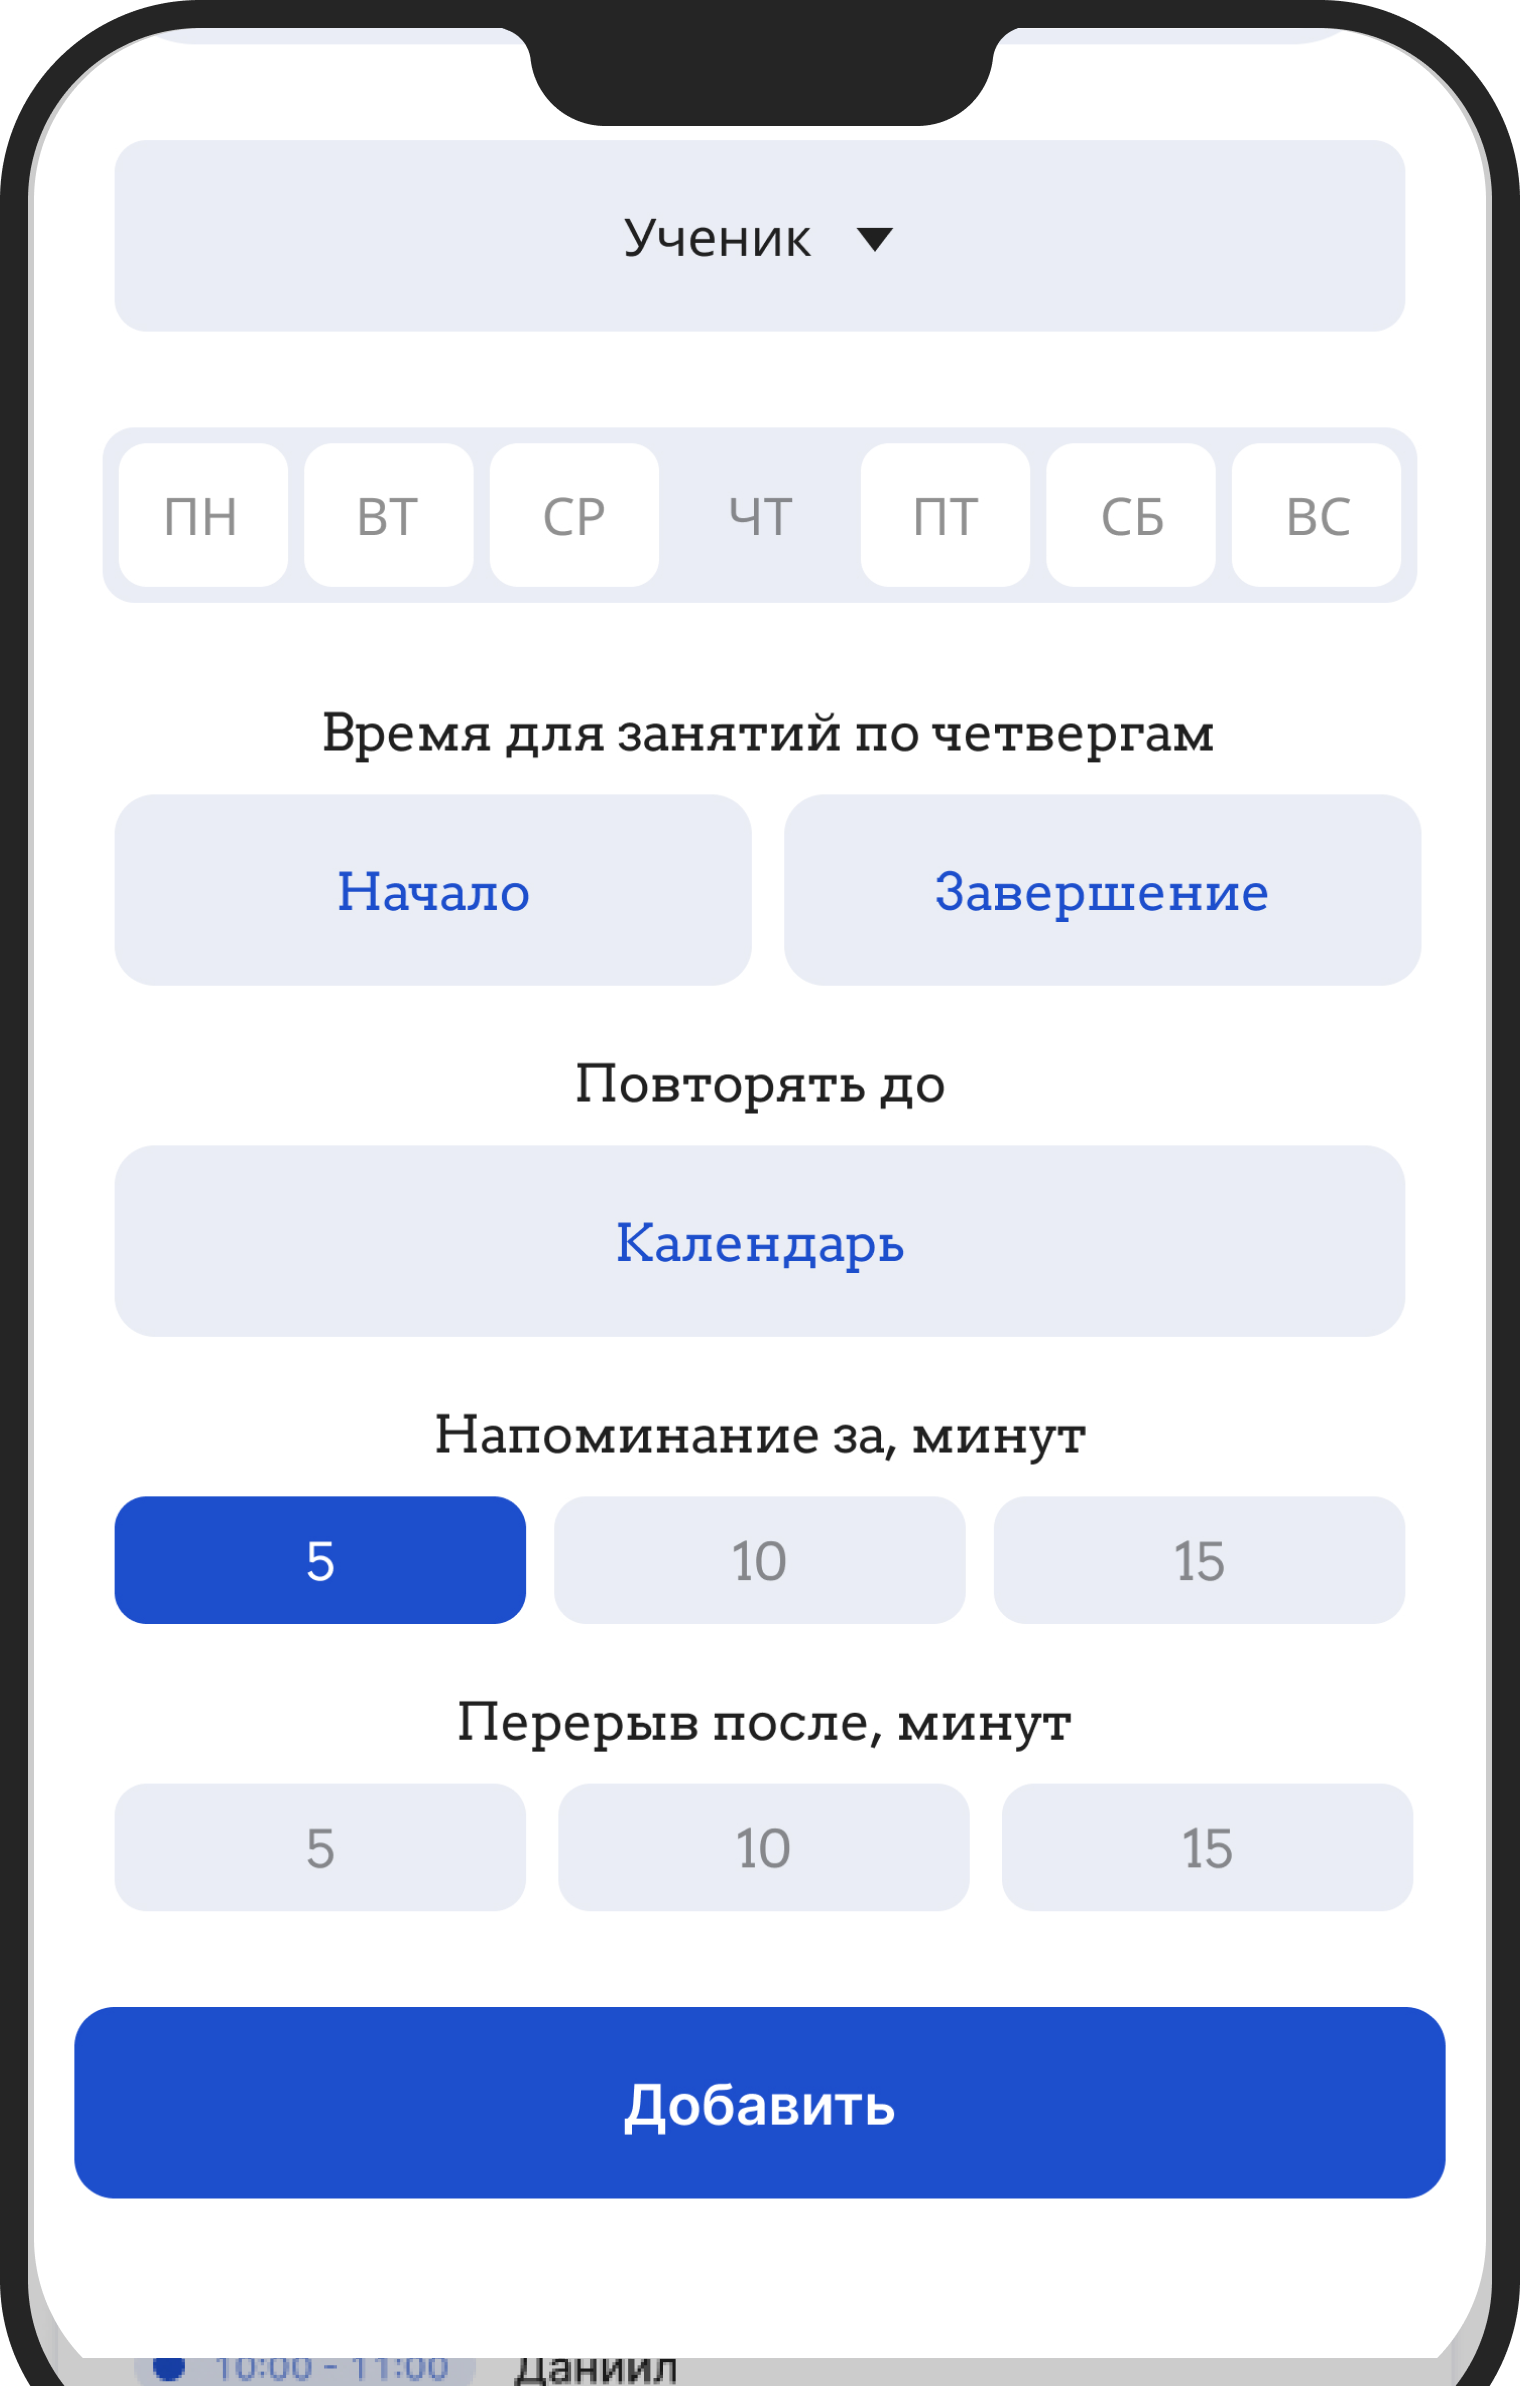 Ученик
ПН ВТ СР ЧТ ПТ СБ ВС
Время для занятий по четвергам
Начало Завершение
Повторять до
Календарь
Напоминание за, минут
5 10 15
Перерыв после, минут
5 10 15
Добавить
10:00 - 11:00 Даниил